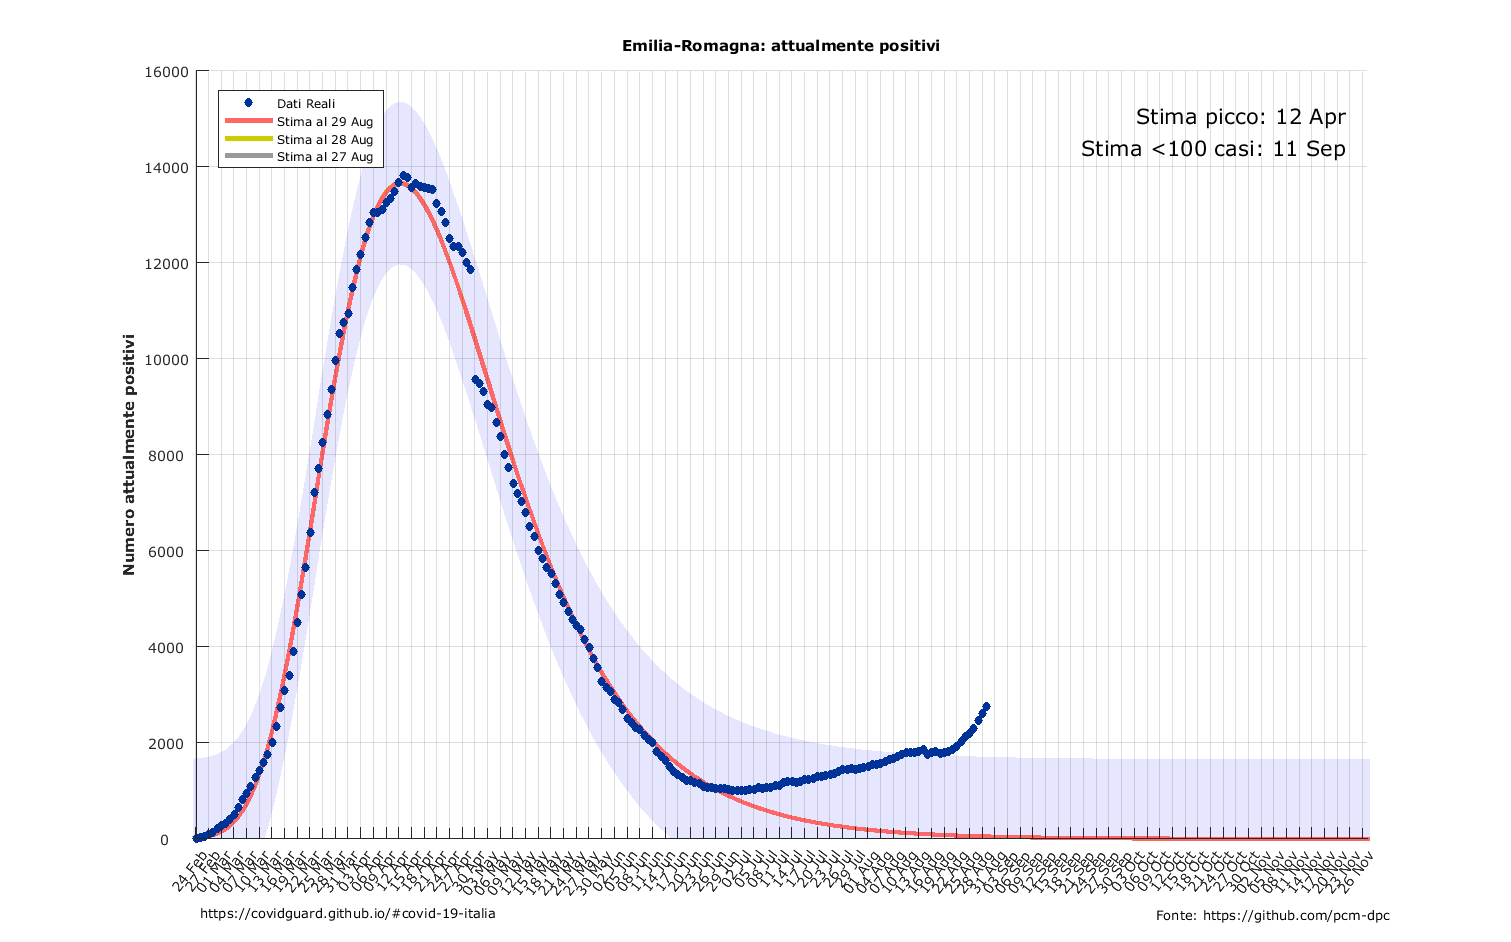 Emilia-Romagna: attualmente positivi
Dati Reali
Stima al 29 Aug
Stima al 28 Aug
Stima al 27 Aug
Stima picco: 12 Apr
Stima <100 casi: 11 Sep
Numero attualmente positivi
16000
14000
12000
10000
8000
6000
4000
2000
0
24 Feb
27 Feb
01 Mar
04 Mar
07 Mar
10 Mar
13 Mar
16 Mar
19 Mar
22 Mar
25 Mar
28 Mar
31 Mar
03 Apr
06 Apr
09 Apr
12 Apr
15 Apr
18 Apr
21 Apr
24 Apr
27 Apr
30 Apr
03 May
06 May
09 May
12 May
15 May
18 May
21 May
24 May
27 May
30 May
02 Jun
05 Jun
08 Jun
11 Jun
14 Jun
17 Jun
20 Jun
23 Jun
26 Jun
29 Jun
02 Jul
05 Jul
08 Jul
11 Jul
14 Jul
17 Jul
20 Jul
23 Jul
26 Jul
29 Jul
01 Aug
04 Aug
07 Aug
10 Aug
13 Aug
16 Aug
19 Aug
22 Aug
25 Aug
28 Aug
31 Aug
03 Sep
06 Sep
09 Sep
12 Sep
15 Sep
18 Sep
21 Sep
24 Sep
27 Sep
30 Sep
03 Oct
06 Oct
09 Oct
12 Oct
15 Oct
18 Oct
21 Oct
24 Oct
27 Oct
30 Oct
02 Nov
05 Nov
08 Nov
11 Nov
14 Nov
17 Nov
20 Nov
23 Nov
26 Nov
https://covidguard.github.io/#covid-19-italia
Fonte: https://github.com/pcm-dpc